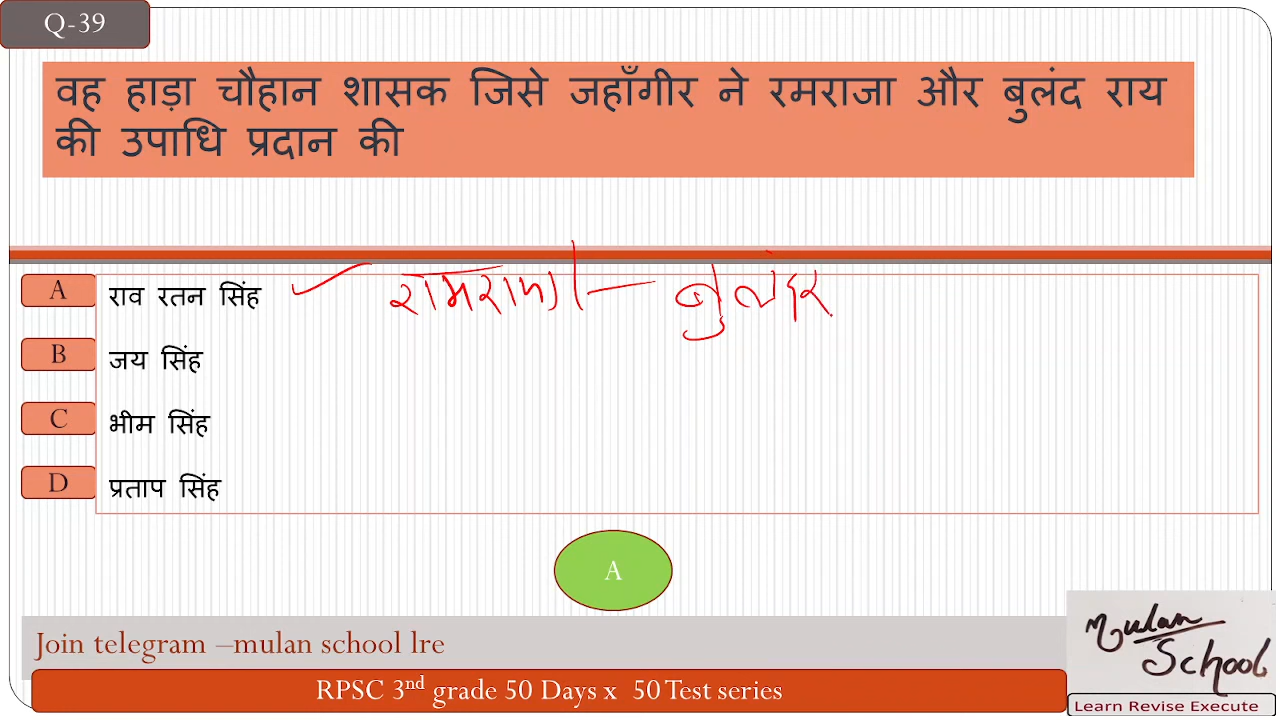 Q-39
वह हाड़ा चौहान शासक जिसे जहाँगीर ने रमराजा और बुलंद राय
की उपाधि प्रदान की
A राव रतन सिंह रामराजा - बुलंदर
B जय सिंह
C भीम सिंह
D प्रताप सिंह
A
Join telegram –mulan school lre
RPSC 3nd grade 50 Days x 50 Test series
Mulan
School
Learn Revise Execute